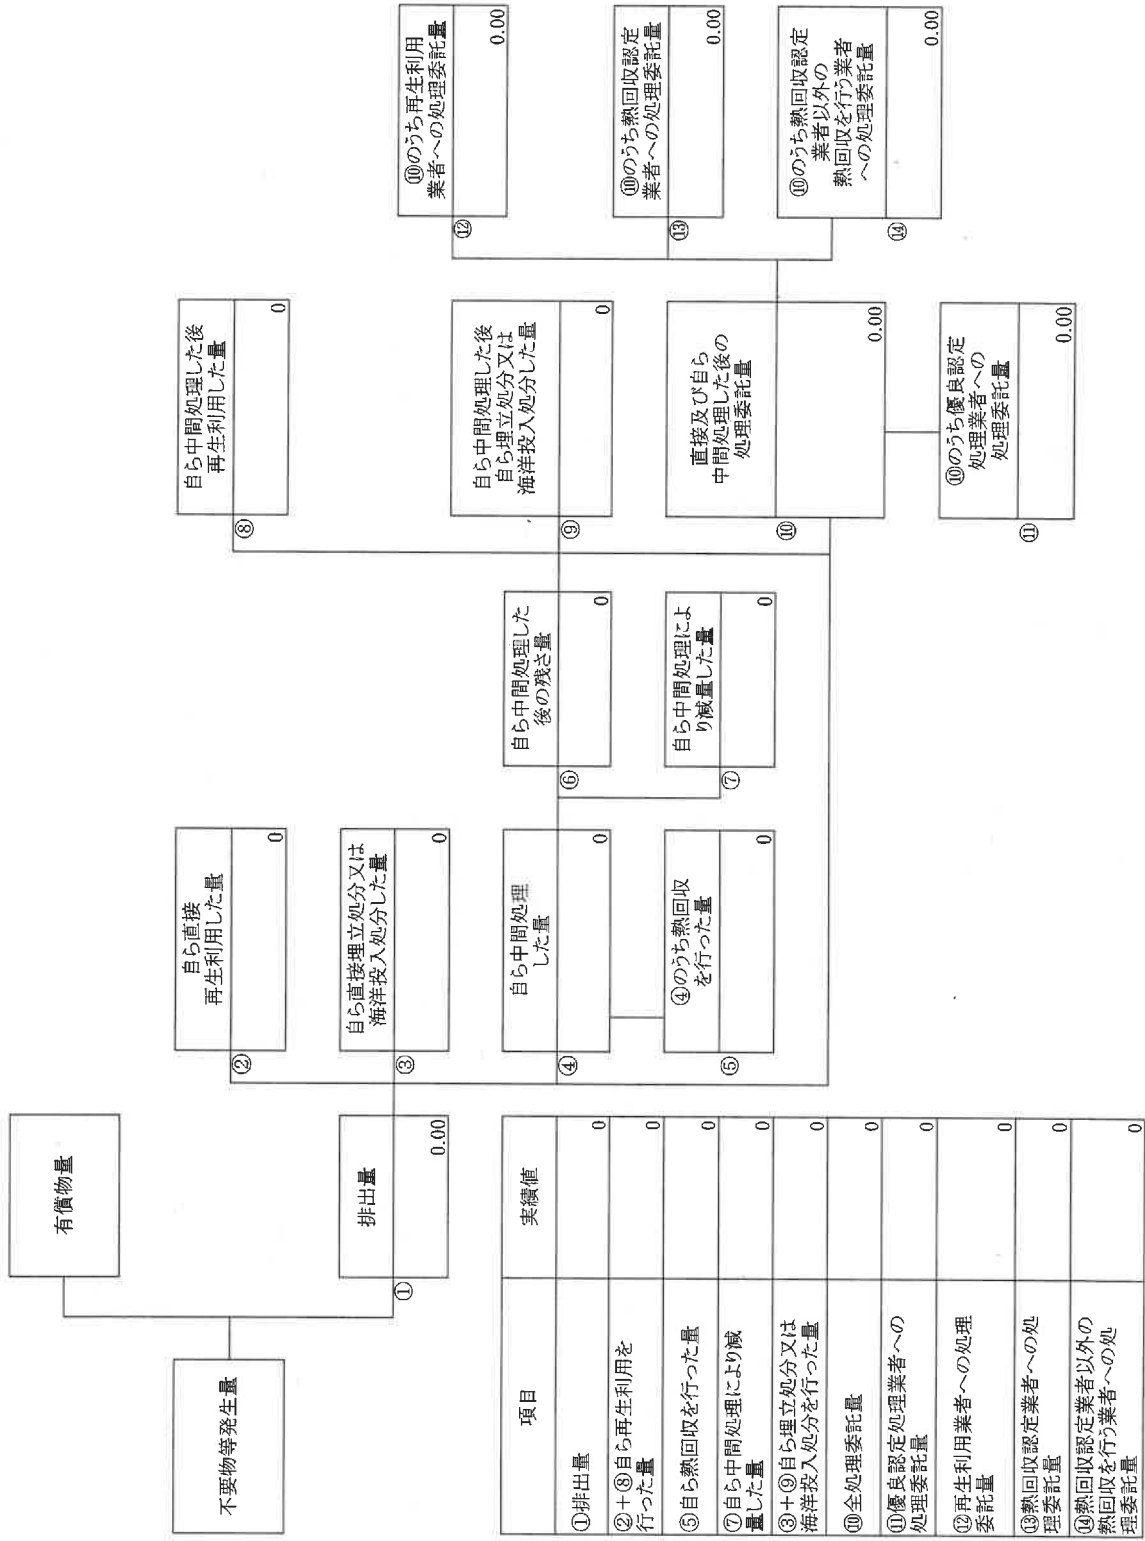 不要物等発生量
有償物量
①
排出量
0.00
②
自ら直接
再生利用した量
0
③
自ら直接埋立処分又は
海洋投入処分した量
0
④
自ら中間処理
した量
0
⑤
④のうち熱回収
を行った量
0
⑥
自ら中間処理した
後の残さ量
0
⑦
自ら中間処理によ
り減量した量
0
⑧
自ら中間処理した後
再生利用した量
0
⑨
自ら中間処理した後
自ら埋立処分又は
海洋投入処分した量
0
⑩
直接及び自ら
中間処理した後の
処理委託量
0.00
⑪
⑩のうち優良認定
処理業者への
処理委託量
0.00
⑫
⑩のうち再生利用
業者への処理委託量
0.00
⑬
⑩のうち熱回収認定
業者への処理委託量
0.00
⑭
⑩のうち熱回収認定
業者以外の
熱回収を行う業者
への処理委託量
0.00
項目 実績値
①排出量 0
②+⑧自ら再生利用を
行った量 0
⑤自ら熱回収を行った量 0
⑦自ら中間処理により減
量した量 0
③+⑨自ら埋立処分又は
海洋投入処分を行った量 0
⑩全処理委託量 0
⑪優良認定処理業者への
処理委託量 0
⑫再生利用業者への処理
委託量 0
⑬熱回収認定業者への処
理委託量 0
⑭熱回収認定業者以外の
熱回収を行う業者への処
理委託量 0